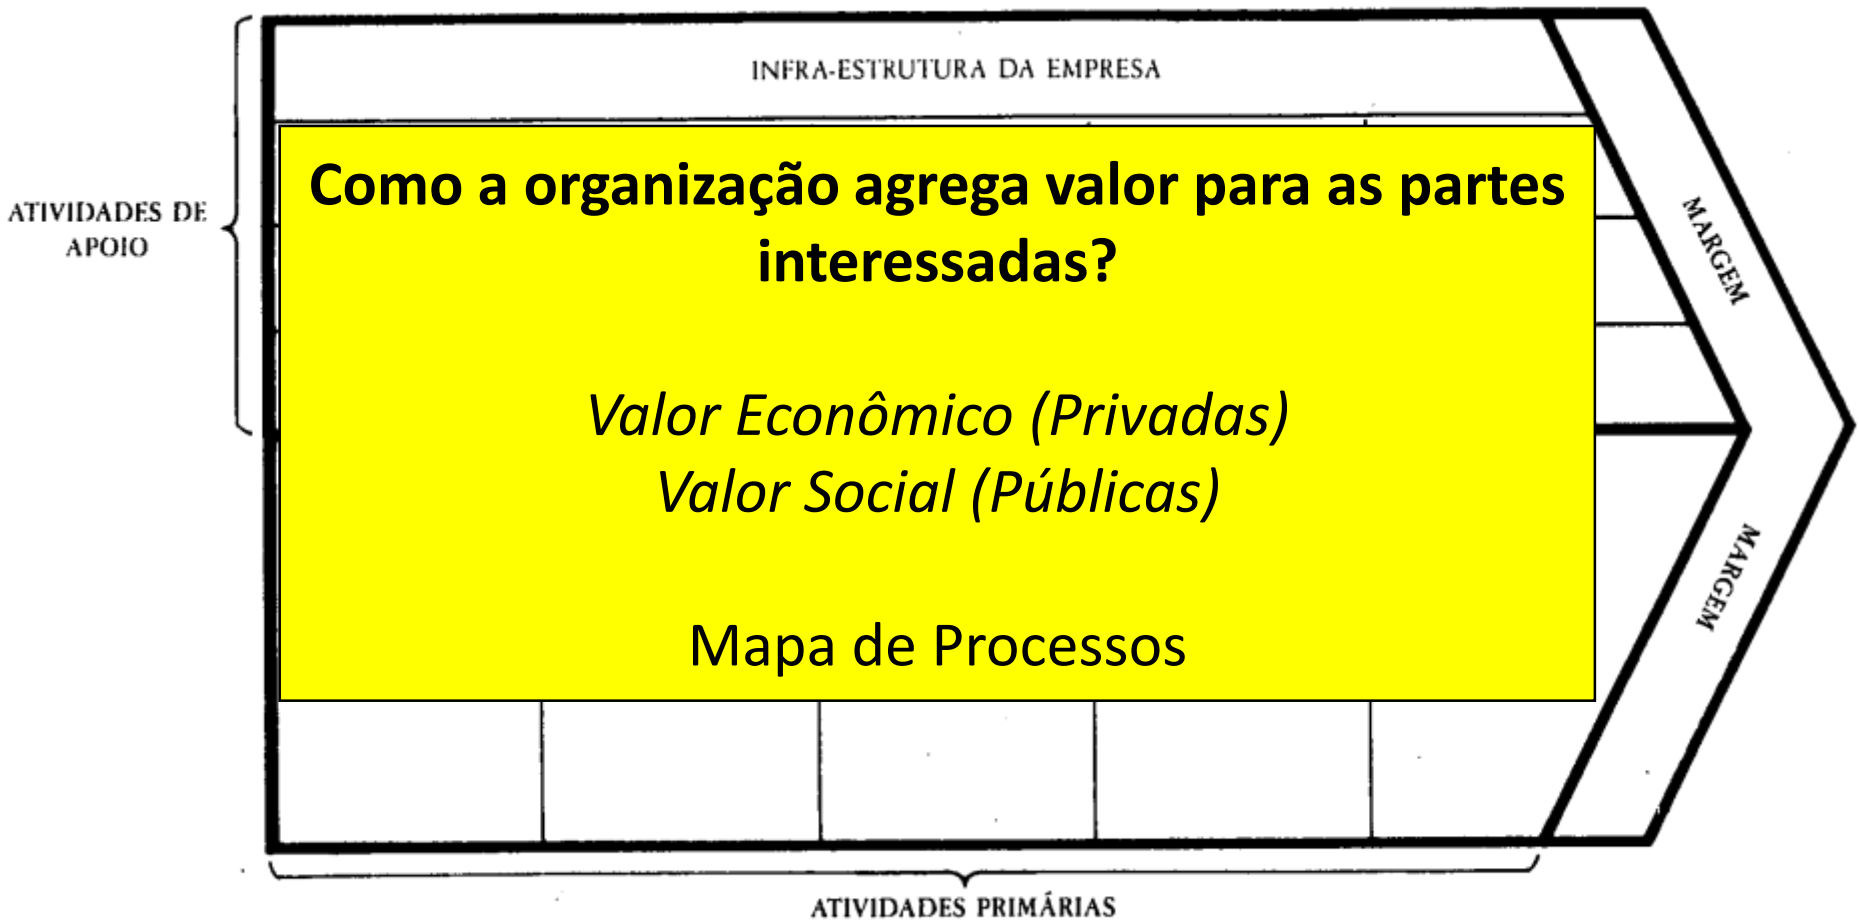 INFRA-ESTRUTURA DA EMPRESA
ATIVIDADES DE
APOIO
Como a organização agrega valor para as partes
interessadas?
Valor Econômico (Privadas)
Valor Social (Públicas)
Mapa de Processos
MARGEM
MARGEM
ATIVIDADES PRIMÁRIAS